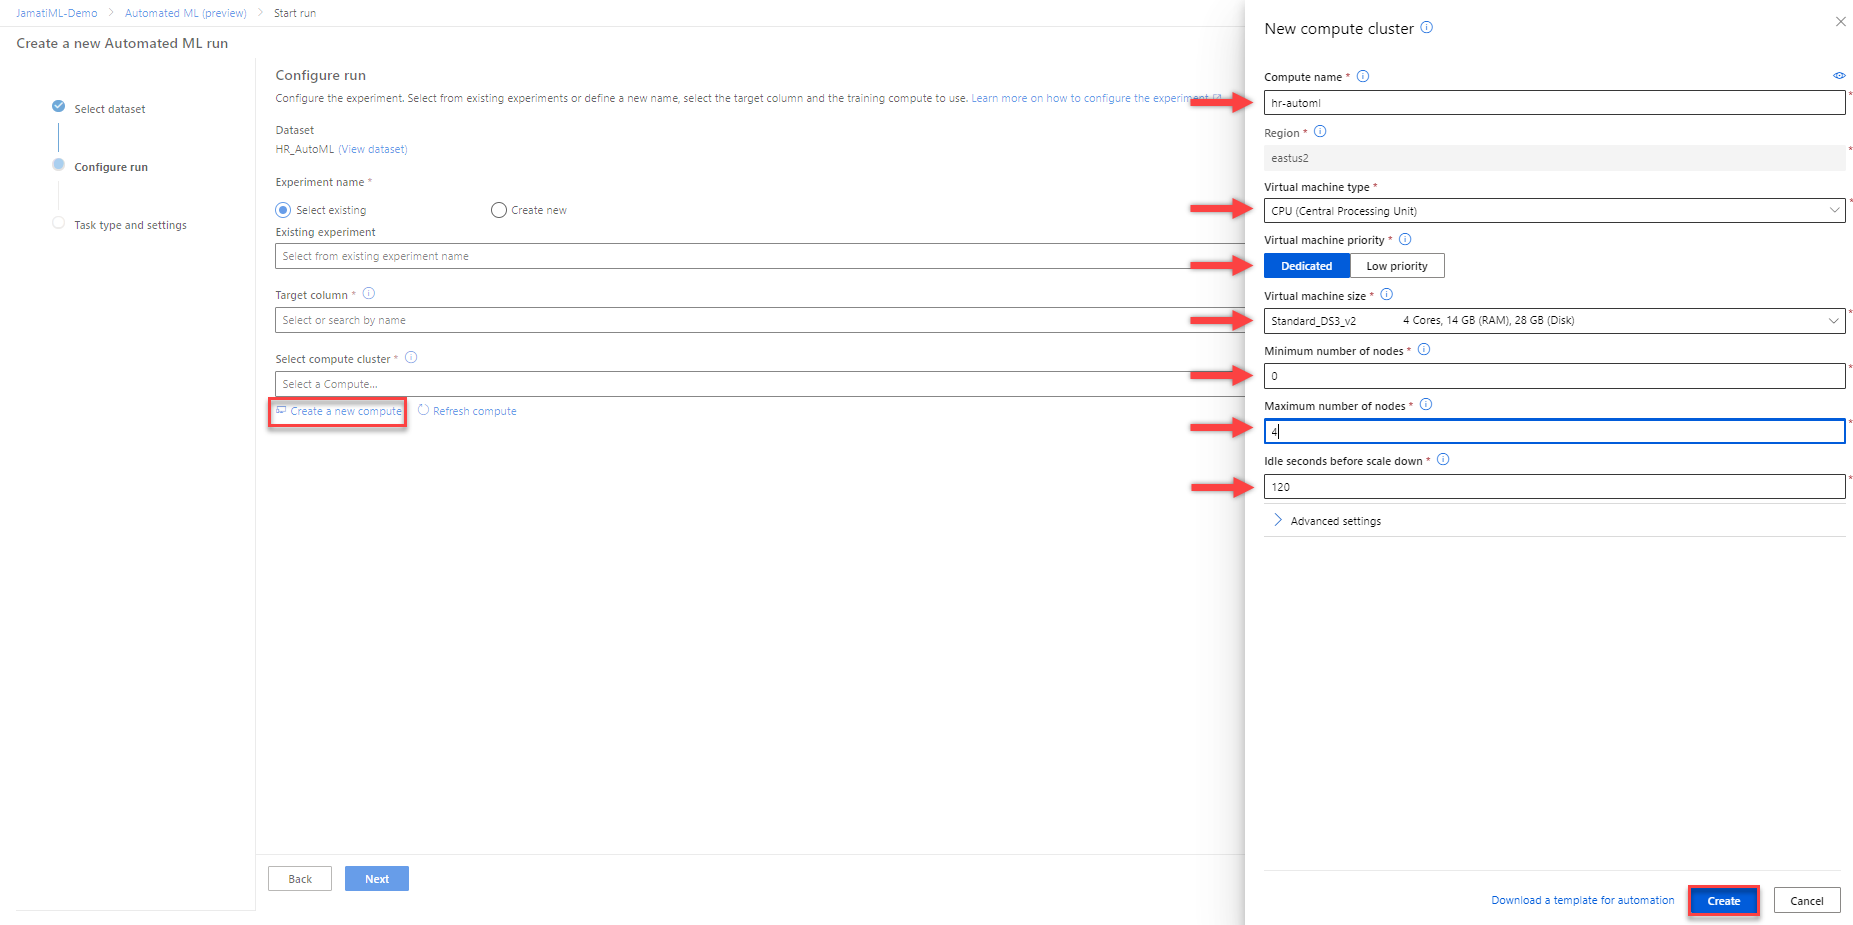 JamatiML-Demo > Automated ML (preview) > Start run
Create a new Automated ML run
Select dataset
Configure run
Task type and settings
Configure run
Configure the experiment. Select from existing experiments or define a new name, select the target column and the training compute to use. Learn more on how to configure the experiment
Dataset
HR_AutoML (View dataset)
Experiment name *
Select existing
Create new
Existing experiment
Select from existing experiment name
Target column *
Select or search by name
Select compute cluster *
Select a Compute...
Create a new compute
Refresh compute
Back
Next
New compute cluster
Compute name *
hr-automl
Region *
eastus2
Virtual machine type *
CPU (Central Processing Unit)
Virtual machine priority *
Dedicated
Low priority
Virtual machine size *
Standard_DS3_v2 4 Cores, 14 GB (RAM), 28 GB (Disk)
Minimum number of nodes *
0
Maximum number of nodes *
4
Idle seconds before scale down *
120
Advanced settings
Download a template for automation
Create
Cancel